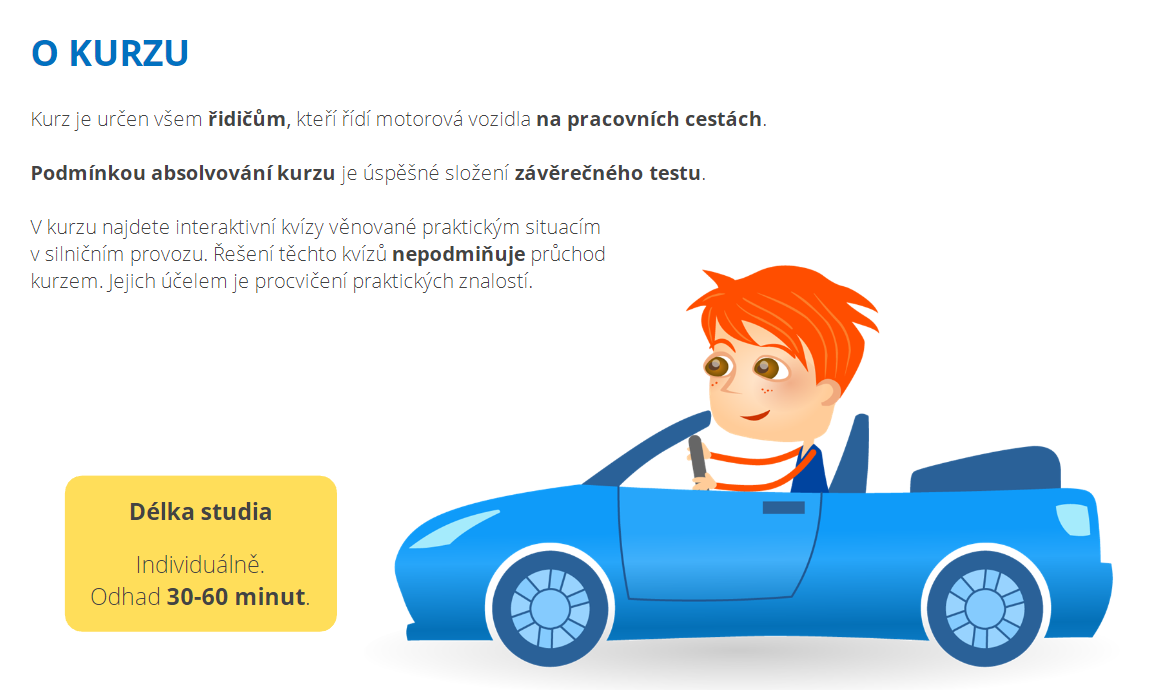 O KURZU
Kurz je určen všem řidičům, kteří řídí motorová vozidla na pracovních cestách.
Podmínkou absolvování kurzu je úspěšné složení závěrečného testu.
V kurzu najdete interaktivní kvízy věnované praktickým situacím
v silničním provozu. Řešení těchto kvízů nepodmiňuje průchod
kurzem. Jejich účelem je procvičení praktických znalostí.
Délka studia
Individuálně.
Odhad 30-60 minut.